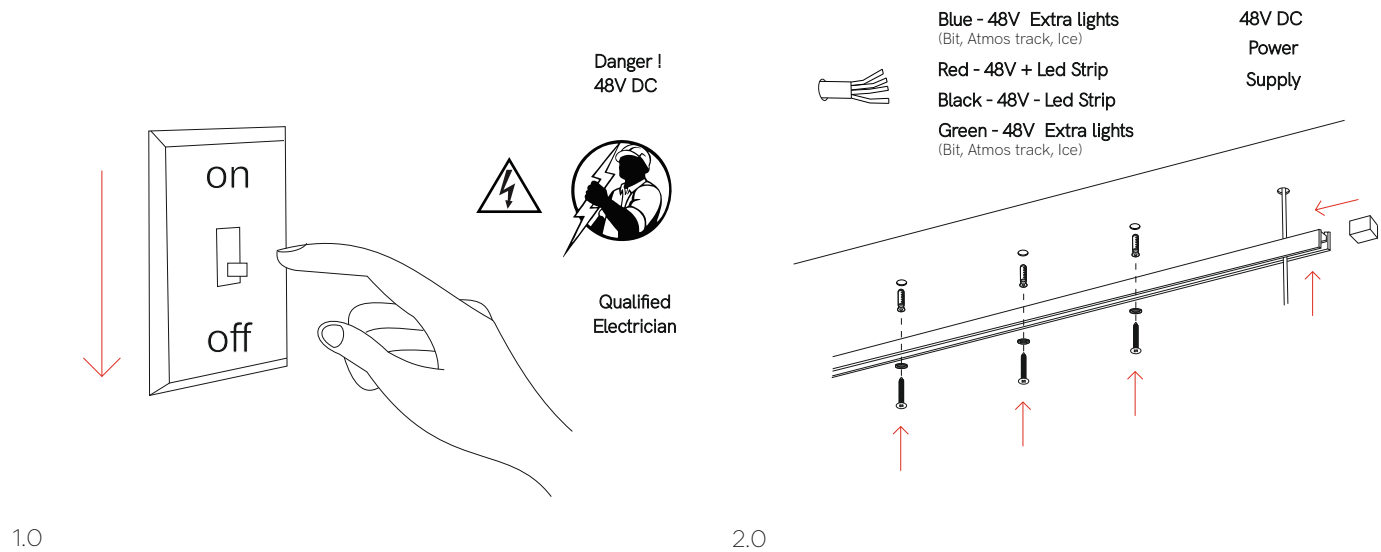 Danger !
48V DC
on
off
Qualified
Electrician
1.0
Blue - 48V Extra lights
(Bit, Atmos track, Ice)
Red - 48V + Led Strip
Black - 48V - Led Strip
Green - 48V Extra lights
(Bit, Atmos track, Ice)
48V DC
Power
Supply
2.0